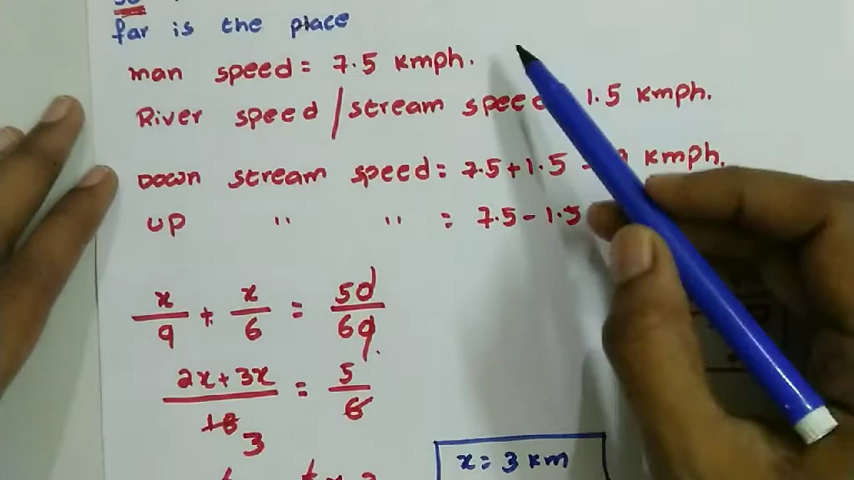 far is the place
man speed = 7.5 kmph.
River speed / stream speed 1.5 kmph.
Down stream speed = 7.5 + 1.5 kmph.
up " " = 7.5 - 1.5
x/9 + x/6 = 50/60
2x + 3x / 18 = 5/6
3
x = 3 km